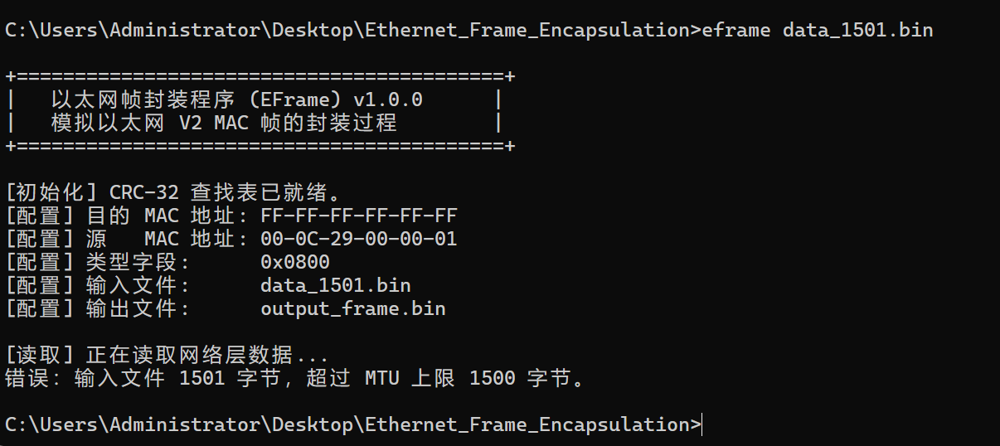 C:\Users\Administrator\Desktop\Ethernet_Frame_Encapsulation>eframe data_1501.bin
+==========================================+
|   以太网帧封装程序 (EFrame) v1.0.0      |
|   模拟以太网 V2 MAC 帧的封装过程        |
+==========================================+
[初始化] CRC-32 查找表已就绪。
[配置] 目的 MAC 地址: FF-FF-FF-FF-FF-FF
[配置] 源   MAC 地址: 00-0C-29-00-00-01
[配置] 类型字段:      0x0800
[配置] 输入文件:      data_1501.bin
[配置] 输出文件:      output_frame.bin
[读取] 正在读取网络层数据...
错误: 输入文件 1501 字节, 超过 MTU 上限 1500 字节。
C:\Users\Administrator\Desktop\Ethernet_Frame_Encapsulation>